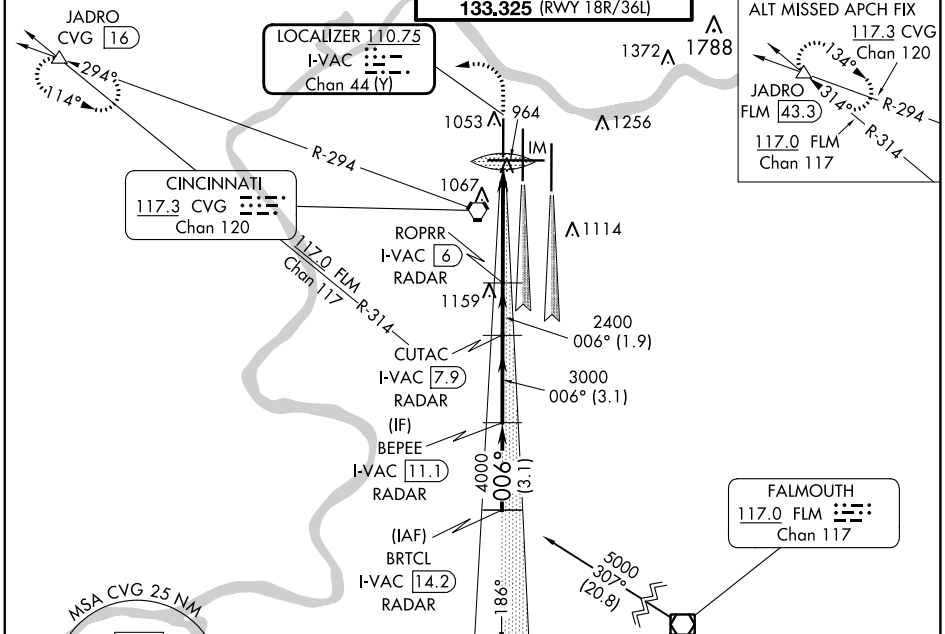 133.325 (RWY 18R/36L)
JADRO
CVG 16
294°
114°
LOCALIZER 110.75
I-VAC
Chan 44 (Y)
1372
1788
ALT MISSED APCH FIX
117.3 CVG
Chan 120
134°
314°
JADRO
FLM 43.3
R-294
R-314
117.0 FLM
Chan 117
1053
964
1256
IM
R-294
CINCINNATI
117.3 CVG
Chan 120
1067
1114
ROPRR
I-VAC 6
RADAR
117.0 FLM
Chan 117
R-314
1159
2400
006° (1.9)
CUTAC
I-VAC 7.9
RADAR
3000
006° (3.1)
(IF)
BEPEE
I-VAC 11.1
RADAR
4000
006°
(3.1)
(IAF)
BRTCL
I-VAC 14.2
RADAR
186°
FALMOUTH
117.0 FLM
Chan 117
5000
307°
(20.8)
MSA CVG 25 NM